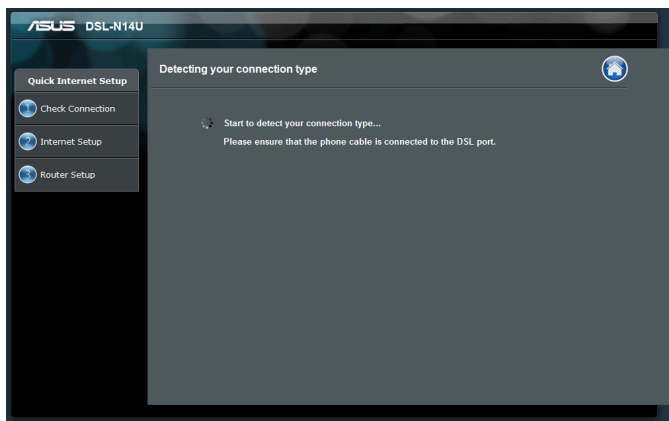 ASUS DSL-N14U
Quick Internet Setup
1 Check Connection
2 Internet Setup
3 Router Setup
Detecting your connection type
Start to detect your connection type...
Please ensure that the phone cable is connected to the DSL port.